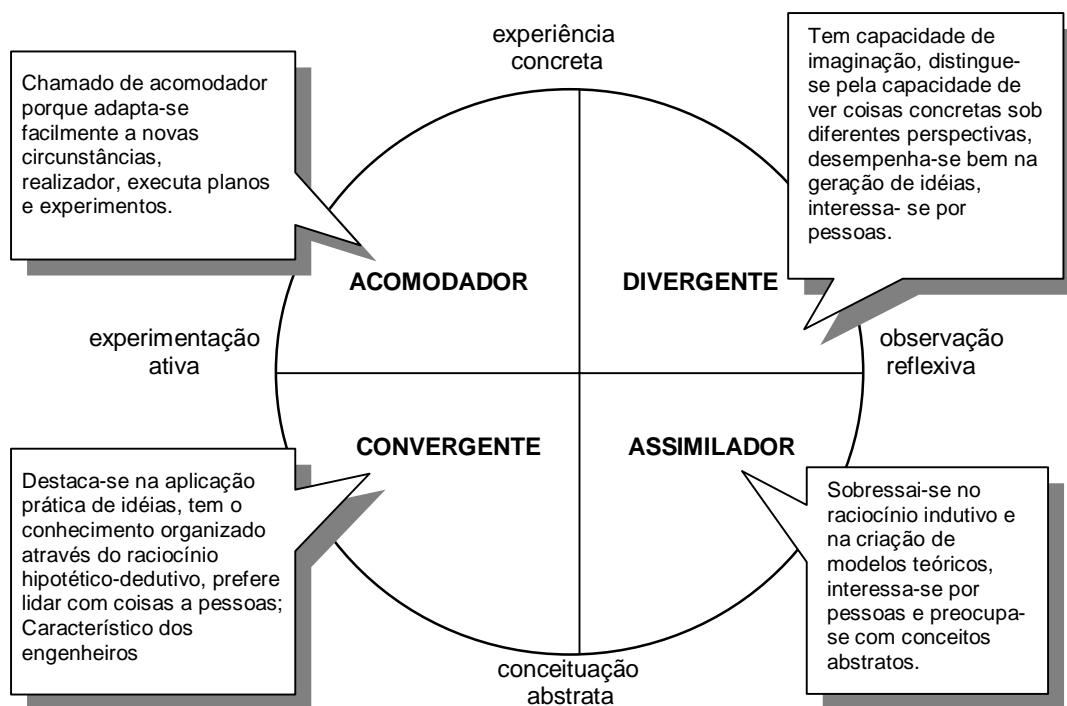 experiência
concreta
Chamado de acomodador
porque adapta-se
facilmente a novas
circunstâncias,
realizador, executa planos
e experimentos.
Tem capacidade de
imaginação, distingue-
se pela capacidade de
ver coisas concretas sob
diferentes perspectivas,
desempenha-se bem na
geração de idéias,
interessa- se por
pessoas.
ACOMODADOR
DIVERGENTE
experimentação
ativa
observação
reflexiva
CONVERGENTE
ASSIMILADOR
Destaca-se na aplicação
prática de idéias, tem o
conhecimento organizado
através do raciocínio
hipotético-dedutivo, prefere
lidar com coisas a pessoas;
Característico dos
engenheiros
Sobressai-se no
raciocínio indutivo e
na criação de
modelos teóricos,
interessa-se por
pessoas e preocupa-
se com conceitos
abstratos.
conceituação
abstrata